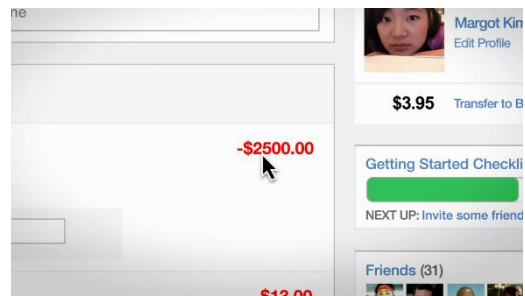 ne
Margot Kim
Edit Profile
$3.95 Transfer to B
-$2500.00
Getting Started Checkli
NEXT UP: Invite some friend
Friends (31)
$13.00